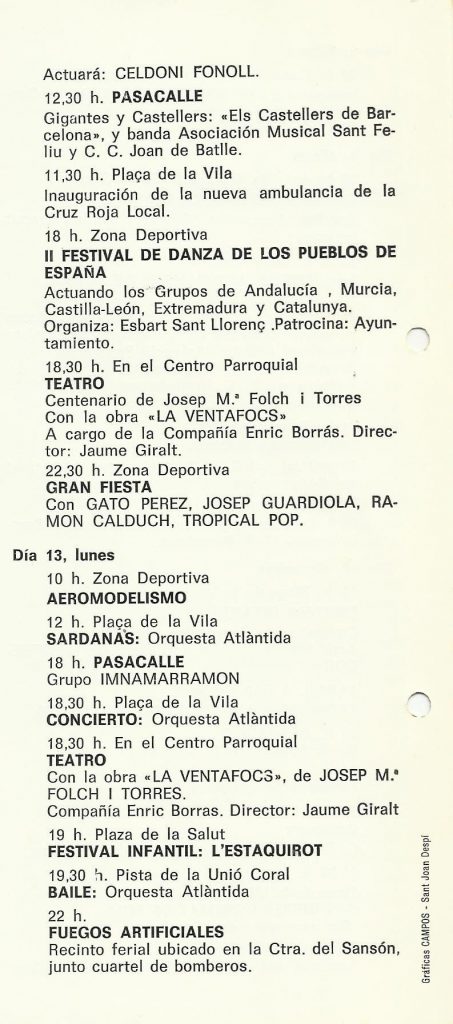 Actuará: CELDONI FONOLL.
12,30 h. PASACALLE
Gigantes y Castellers: «Els Castellers de Bar-
celona», y banda Asociación Musical Sant Fe-
liu y C. C. Joan de Batlle.
11,30 h. Plaça de la Vila
Inauguración de la nueva ambulancia de la
Cruz Roja Local.
18 h. Zona Deportiva
II FESTIVAL DE DANZA DE LOS PUEBLOS DE
ESPAÑA
Actuando los Grupos de Andalucía , Murcia,
Castilla-León, Extremadura y Catalunya.
Organiza: Esbart Sant Llorenç .Patrocina: Ayun-
tamiento.
18,30 h. En el Centro Parroquial
TEATRO
Centenario de Josep M.ª Folch i Torres
Con la obra «LA VENTAFOCS»
A cargo de la Compañía Enric Borrás. Direc-
tor: Jaume Giralt.
22,30 h. Zona Deportiva
GRAN FIESTA
Con GATO PEREZ, JOSEP GUARDIOLA, RA-
MON CALDUCH, TROPICAL POP.
Día 13, lunes
10 h. Zona Deportiva
AEROMODELISMO
12 h. Plaça de la Vila
SARDANAS: Orquesta Atlàntida
18 h. PASACALLE
Grupo IMNAMARRAMON
18,30 h. Plaça de la Vila
CONCIERTO: Orquesta Atlàntida
18,30 h. En el Centro Parroquial
TEATRO
Con la obra «LA VENTAFOCS», de JOSEP M.ª
FOLCH I TORRES.
Compañía Enric Borras. Director: Jaume Giralt
19 h. Plaza de la Salut
FESTIVAL INFANTIL: L'ESTAQUIROT
19,30 h. Pista de la Unió Coral
BAILE: Orquesta Atlàntida
22 h.
FUEGOS ARTIFICIALES
Recinto ferial ubicado en la Ctra. del Sansón,
junto cuartel de bomberos.
Gráficas CAMPOS - Sant Joan Despí